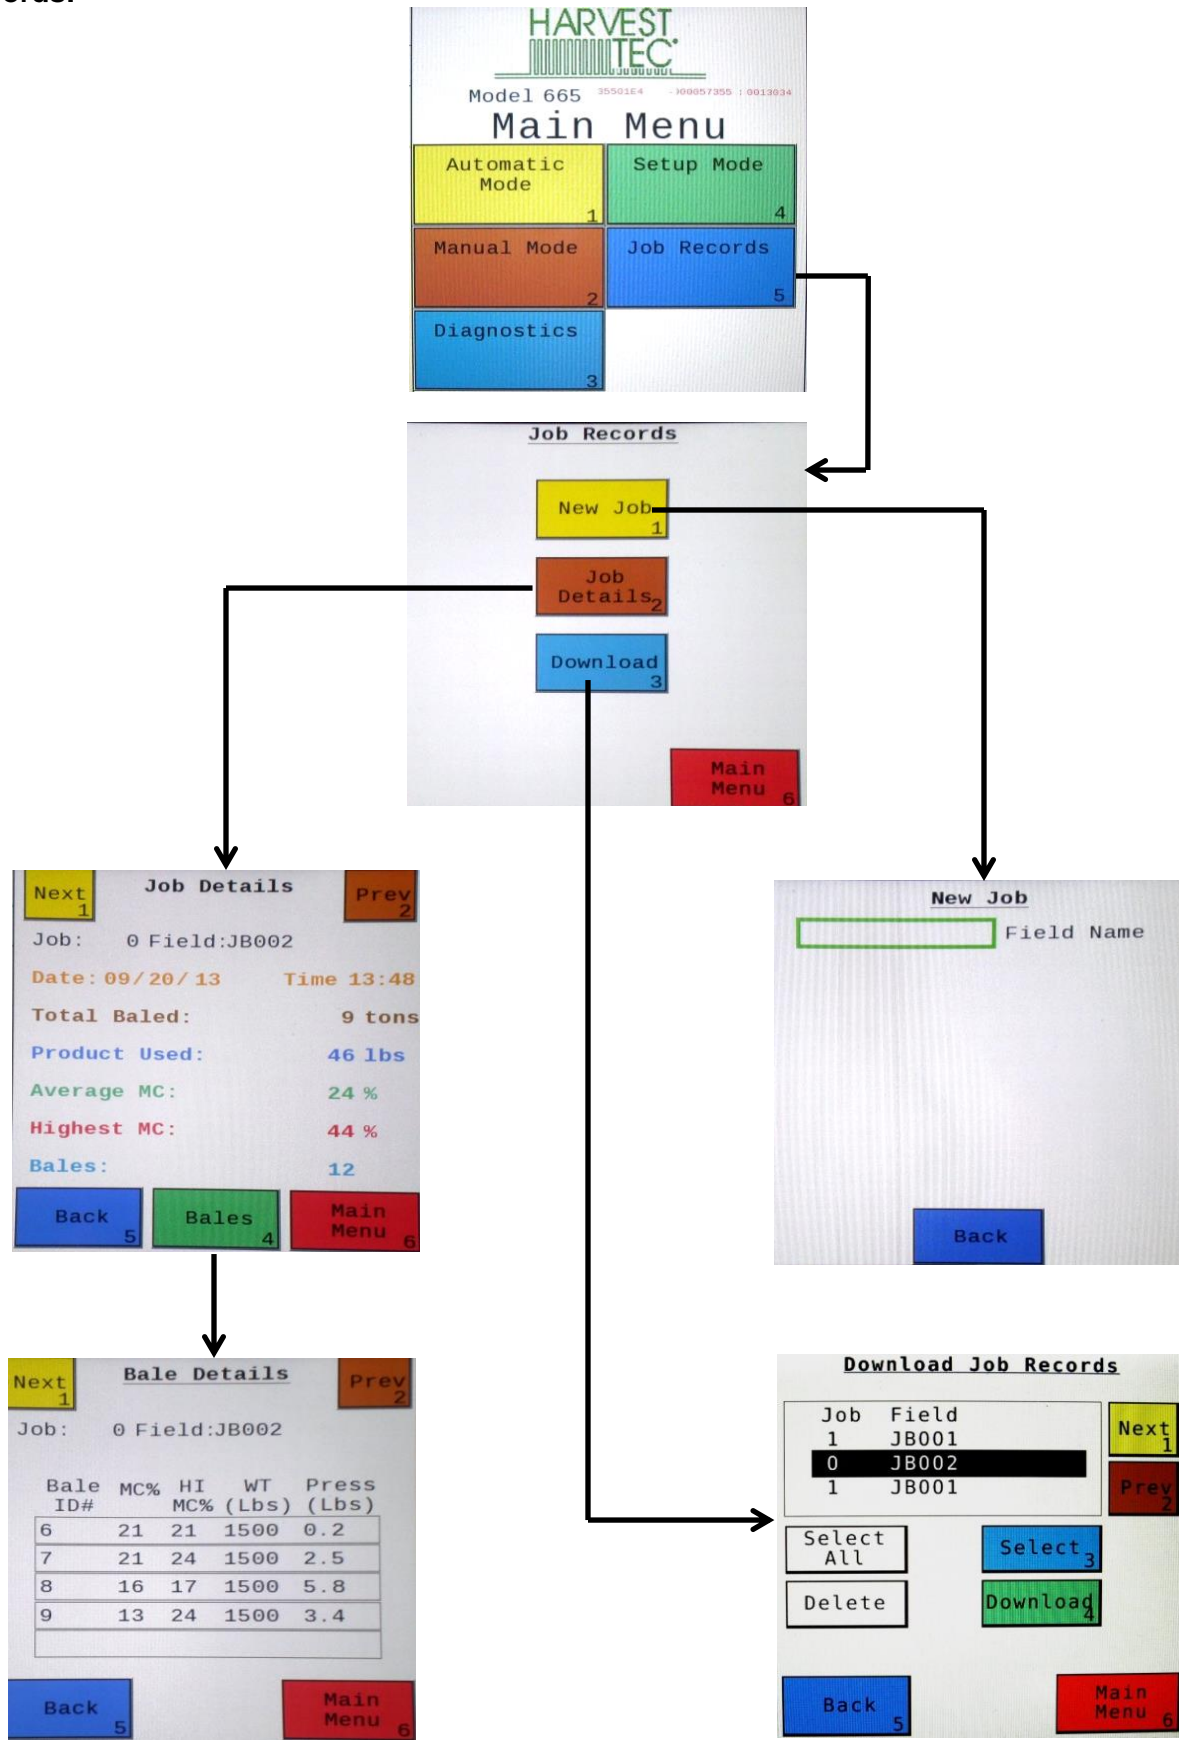 ords.
HARVEST
TEC
Model 665
Main Menu
Automatic
Mode
1
Setup Mode
4
Manual Mode
2
Job Records
5
Diagnostics
3
Job Records
New Job
1
Job
Details
2
Download
3
Main
Menu 6
Next
1
Job Details
Prev
2
Job: 0 Field:JB002
Date: 09/20/13 Time 13:48
Total Baled: 9 tons
Product Used: 46 lbs
Average MC: 24 %
Highest MC: 44 %
Bales: 12
Back
5
Bales
4
Main
Menu 6
New Job
Field Name
Back
Next
1
Bale Details
Prev
2
Job: 0 Field:JB002
Bale MC% HI WT Press
ID# MC% (Lbs) (Lbs)
6 21 21 1500 0.2
7 21 24 1500 2.5
8 16 17 1500 5.8
9 13 24 1500 3.4
Back
5
Main
Menu 6
Download Job Records
Job Field
1 JB001
0 JB002
1 JB001
Next
1
Prev
2
Select
All
Select 3
Delete
Download
4
Back
5
Main
Menu 6